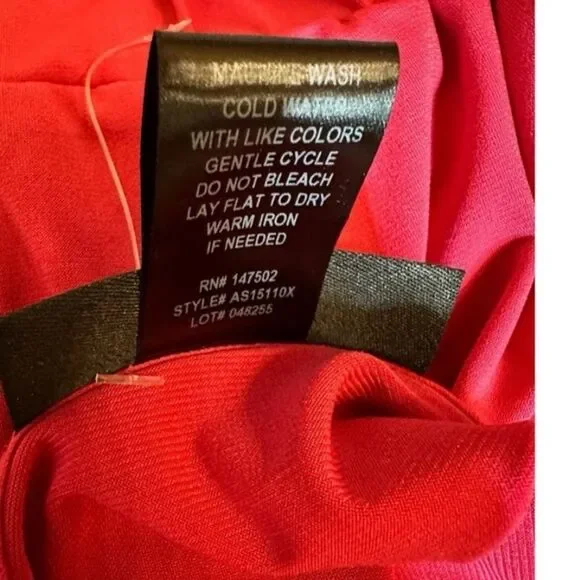 MACHINE WASH
COLD WATER
WITH LIKE COLORS
GENTLE CYCLE
DO NOT BLEACH
LAY FLAT TO DRY
WARM IRON
IF NEEDED
RN# 147502
STYLE# AS15110X
LOT# 048255